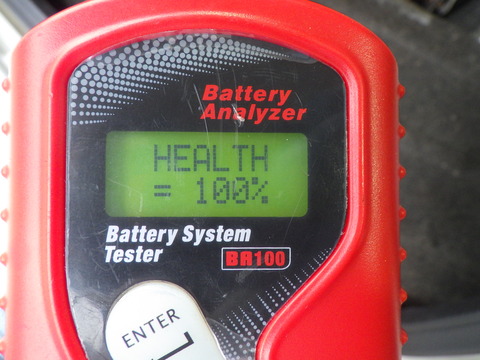 Battery
Analyzer
HEALTH
= 100%
Battery System
Tester
BA100
ENTER